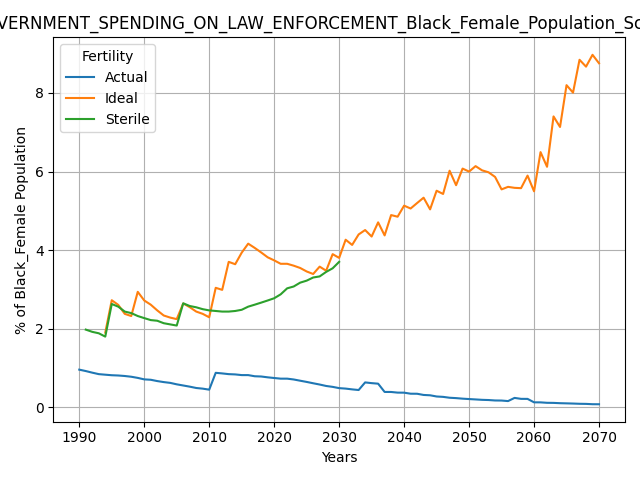 VERNMENT_SPENDING_ON_LAW_ENFORCEMENT_Black_Female_Population_So
Fertility
Actual
Ideal
Sterile
% of Black_Female Population
8
6
4
2
0
1990 2000 2010 2020 2030 2040 2050 2060 2070
Years